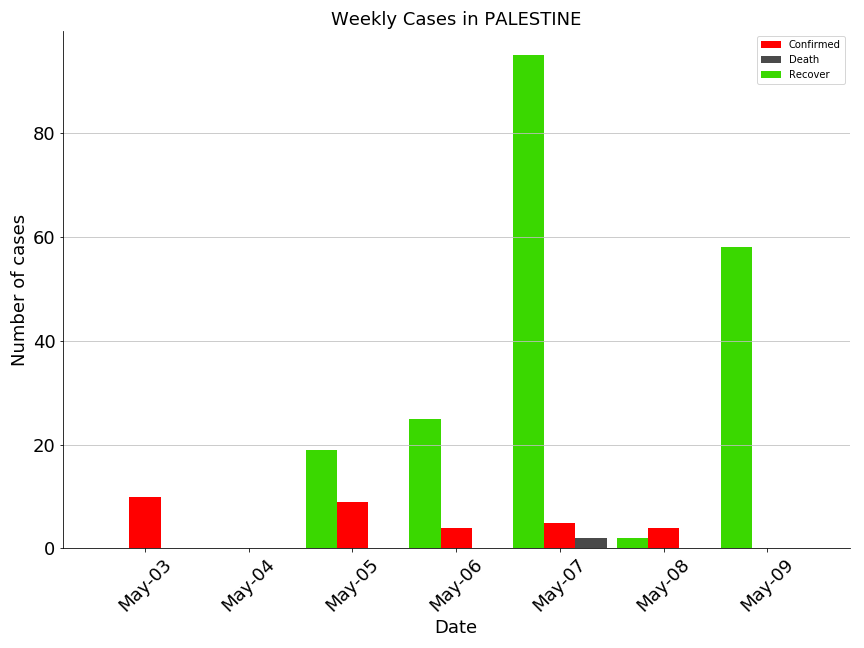 Weekly Cases in PALESTINE
Confirmed
Death
Recover
Number of cases
80
60
40
20
0
May-03
May-04
May-05
May-06
May-07
May-08
May-09
Date